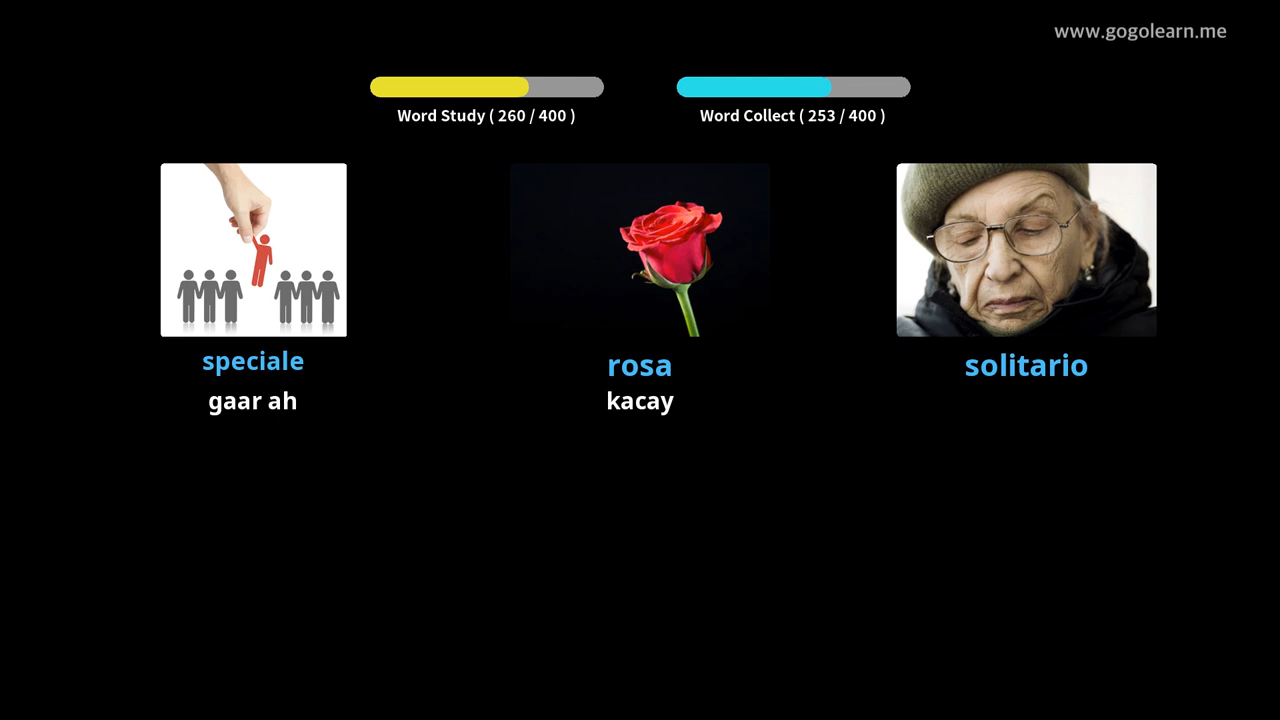 www.gogolearn.me
Word Study ( 260 / 400 )
Word Collect ( 253 / 400 )
speciale
gaar ah
rosa
kacay
solitario